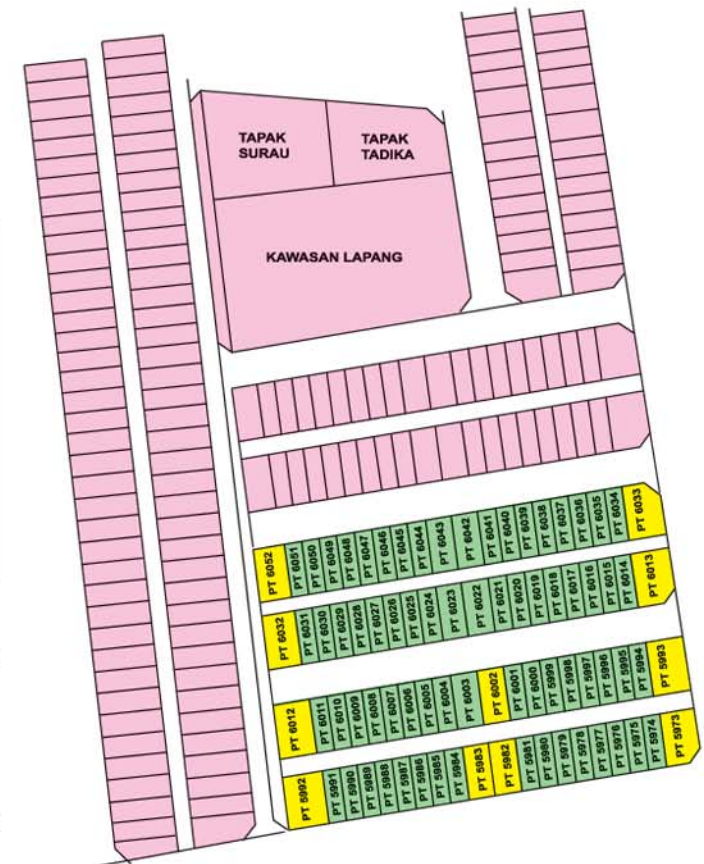 TAPAK
SURAU
TAPAK
TADIKA
KAWASAN LAPANG
PT 6052
PT 6051
PT 6050
PT 6049
PT 6048
PT 6047
PT 6046
PT 6045
PT 6044
PT 6043
PT 6042
PT 6041
PT 6040
PT 6039
PT 6038
PT 6037
PT 6036
PT 6035
PT 6034
PT 6033
PT 6032
PT 6031
PT 6030
PT 6029
PT 6028
PT 6027
PT 6026
PT 6025
PT 6024
PT 6023
PT 6022
PT 6021
PT 6020
PT 6019
PT 6018
PT 6017
PT 6016
PT 6015
PT 6014
PT 6013
PT 6012
PT 6011
PT 6010
PT 6009
PT 6008
PT 6007
PT 6006
PT 6005
PT 6004
PT 6003
PT 6002
PT 6001
PT 6000
PT 5999
PT 5998
PT 5997
PT 5996
PT 5995
PT 5994
PT 5993
PT 5992
PT 5991
PT 5990
PT 5989
PT 5988
PT 5987
PT 5986
PT 5985
PT 5984
PT 5983
PT 5982
PT 5981
PT 5980
PT 5979
PT 5978
PT 5977
PT 5976
PT 5975
PT 5974
PT 5973